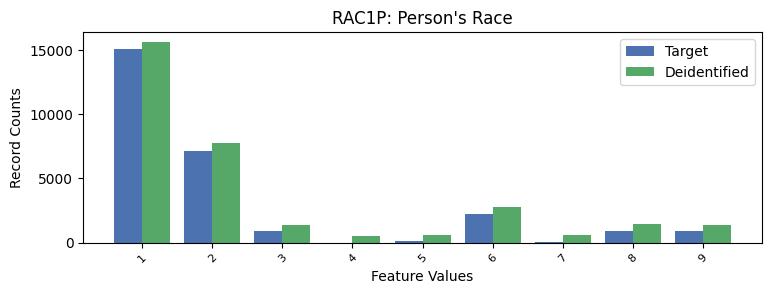 RAC1P: Person's Race
Target
Deidentified
Record Counts
15000
10000
5000
0
1 2 3 4 5 6 7 8 9
Feature Values